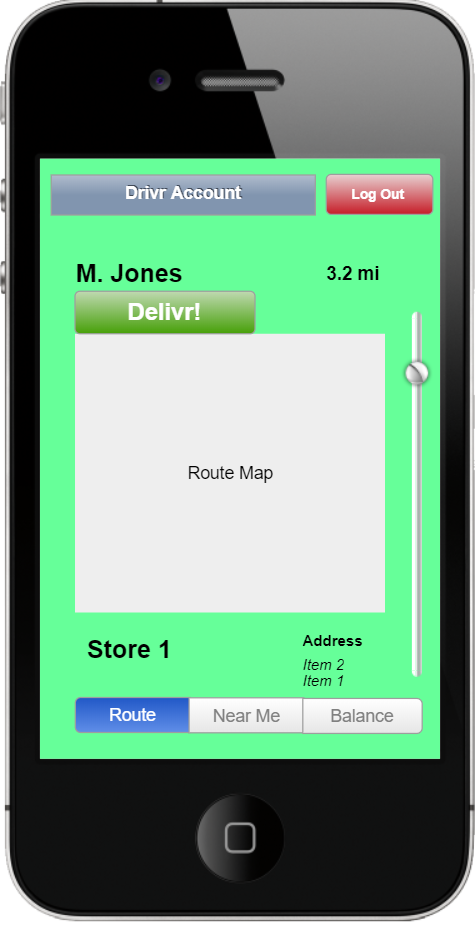 Drivr Account
Log Out
M. Jones
3.2 mi
Delivr!
Route Map
Store 1
Address
Item 2
Item 1
Route
Near Me
Balance